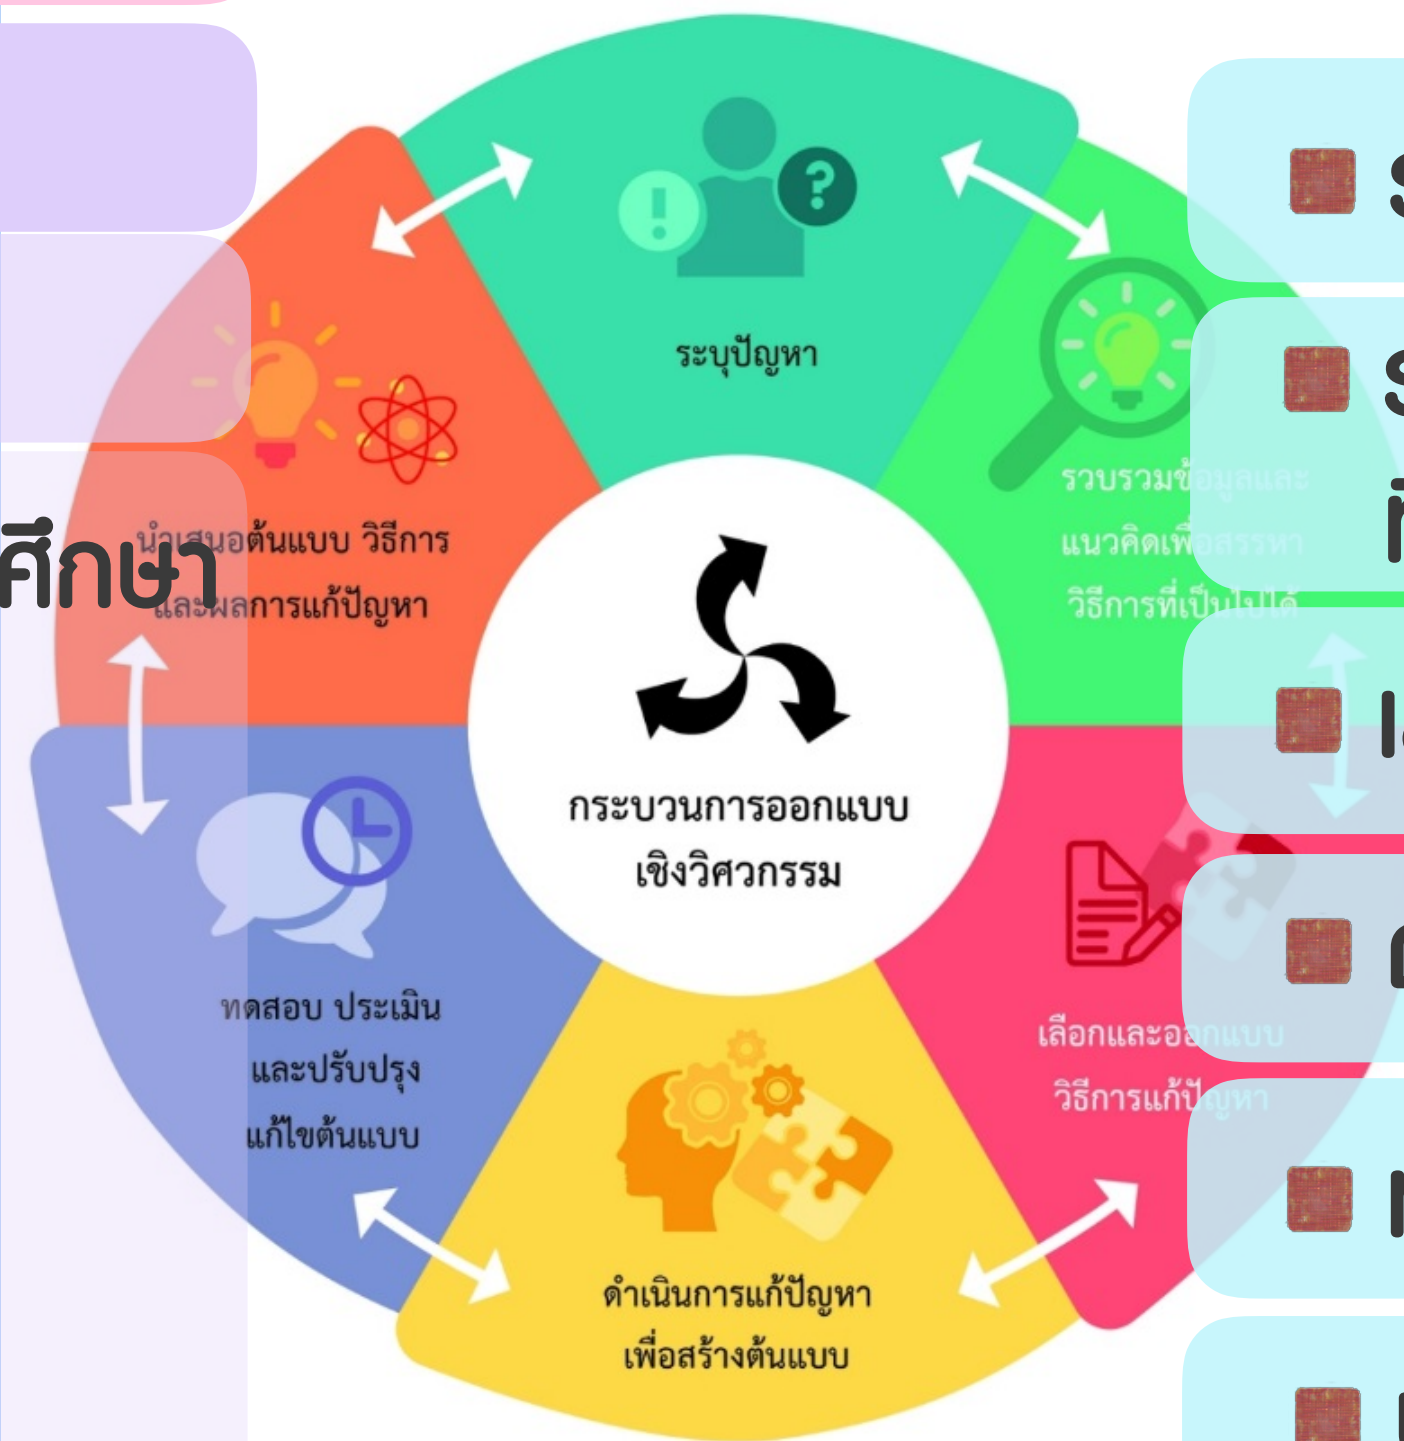 ระบุปัญหา
รวบรวมข้อมูลและ
แนวคิดเพื่อสรรหา
วิธีการที่เป็นไปได้
นำเสนอต้นแบบ วิธีการ
และผลการแก้ปัญหา
ศึกษา
กระบวนการออกแบบ
เชิงวิศวกรรม
ทดสอบ ประเมิน
และปรับปรุง
แก้ไขต้นแบบ
เลือกและออกแบบ
วิธีการแก้ปัญหา
ดำเนินการแก้ปัญหา
เพื่อสร้างต้นแบบ